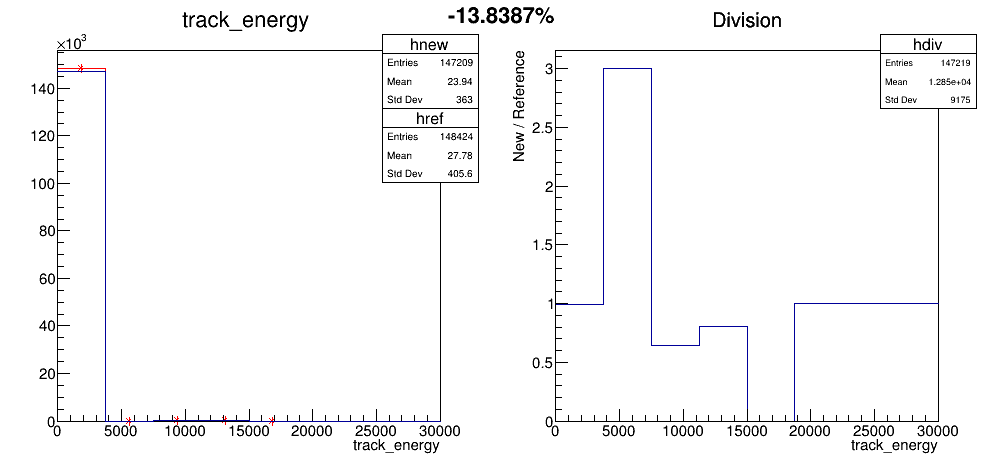 -13.8387%
track_energy
×10³
hnew
Entries 147209
Mean 23.94
Std Dev 363
href
Entries 148424
Mean 27.78
Std Dev 405.6
140
120
100
80
60
40
20
0
0 5000 10000 15000 20000 25000 30000
track_energy
Division
hdiv
Entries 147219
Mean 1.285e+04
Std Dev 9175
New / Reference
3
2.5
2
1.5
1
0.5
0
0 5000 10000 15000 20000 25000 30000
track_energy